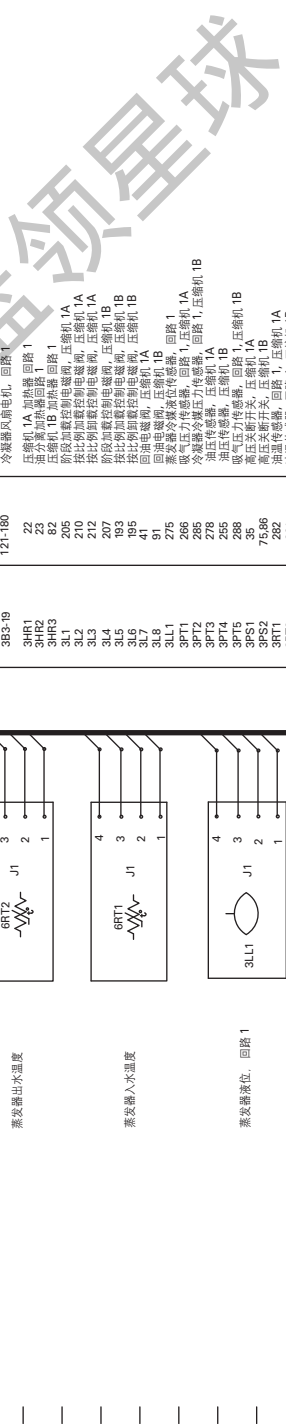 蒸发器出水温度
6RT2
J1
3
2
1
蒸发器入水温度
6RT1
J1
4
3
2
1
蒸发器液位, 回路 1
3LL1
J1
4
3
2
1
3B3-19 121-180 冷凝器风扇电机, 回路 1
3HR1 22 压缩机 1A 加热器 回路 1
3HR2 23 油分离加热器回路 1
3HR3 82 压缩机 1B 加热器 回路 1
3L1 205 阶段加载控制电磁阀, 压缩机 1A
3L2 210 按比例加载控制电磁阀, 压缩机 1A
3L3 212 按比例卸载控制电磁阀, 压缩机 1A
3L4 207 阶段加载控制电磁阀, 压缩机 1B
3L5 193 按比例加载控制电磁阀, 压缩机 1B
3L6 195 按比例卸载控制电磁阀, 压缩机 1B
3L7 41 回油电磁阀, 压缩机 1A
3L8 91 回油电磁阀, 压缩机 1B
3LL1 275 蒸发器冷媒液位传感器, 回路 1
3PT1 266 吸气压力传感器, 回路 1,压缩机 1A
3PT2 285 冷凝器冷媒压力传感器, 回路 1,压缩机 1B
3PT3 278 油压传感器, 压缩机 1A
3PT4 255 油压传感器, 压缩机 1B
3PT5 288 吸气压力传感器, 回路 1,压缩机 1B
3PS1 35 高压关断开关, 压缩机 1A
3PS2 75,86 高压关断开关, 压缩机 1B
3RT1 282 油温传感器, 回路 1, 压缩机 1A
领星球